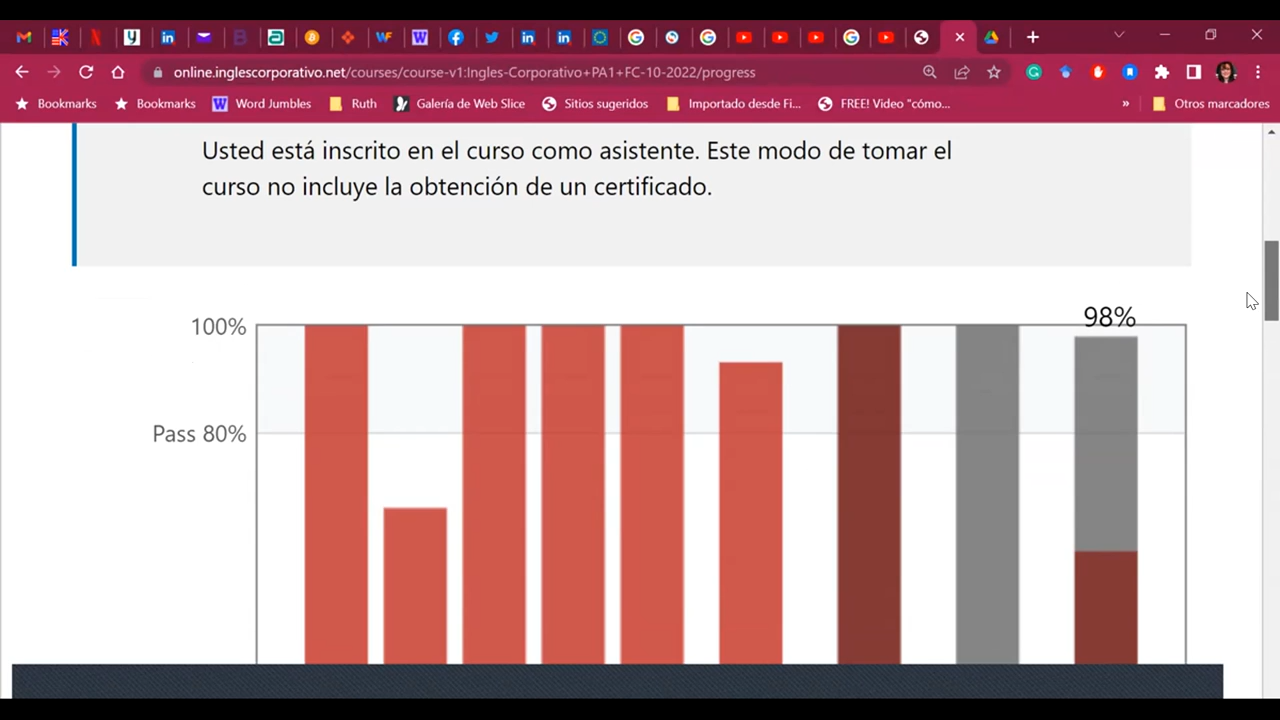 online.inglescorporativo.net/courses/course-v1:Ingles-Corporativo+PA1+FC-10-2022/progress
Bookmarks Bookmarks Word Jumbles Ruth Galería de Web Slice Sitios sugeridos Importado desde Fi... FREE! Video "cómo... » Otros marcadores
Usted está inscrito en el curso como asistente. Este modo de tomar el
curso no incluye la obtención de un certificado.
98%
100%
Pass 80%